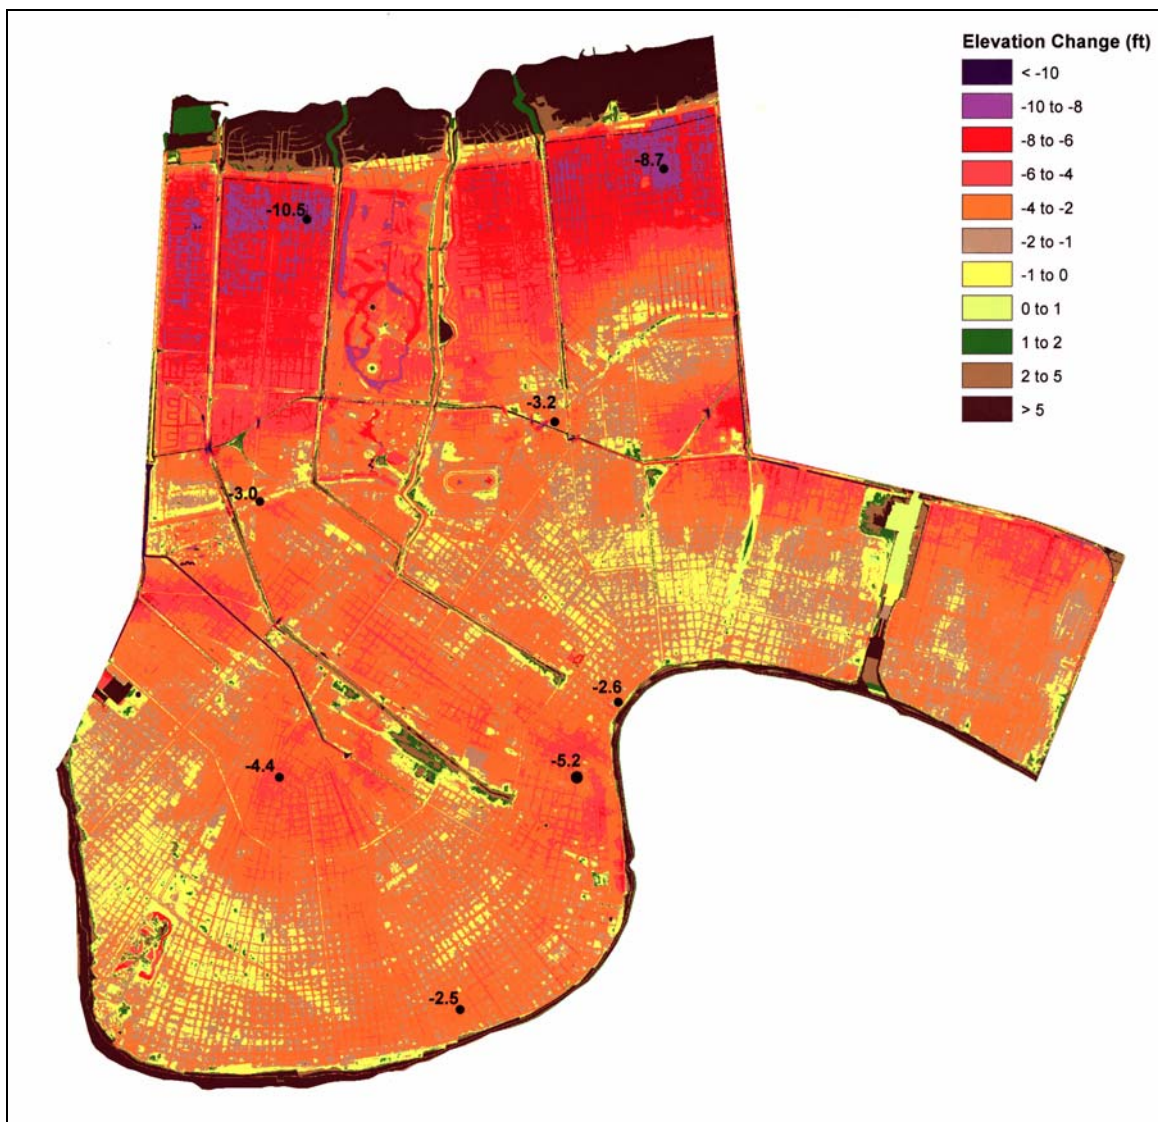 Elevation Change (ft)
< -10
-10 to -8
-8 to -6
-6 to -4
-4 to -2
-2 to -1
-1 to 0
0 to 1
1 to 2
2 to 5
> 5
-8.7
-10.5
-3.2
-3.0
-2.6
-4.4
-5.2
-2.5